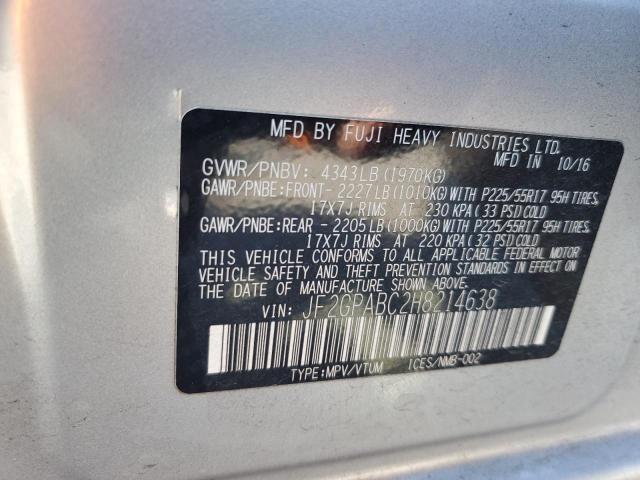 MFD BY FUJI HEAVY INDUSTRIES LTD.
MFD IN 10/16
GVWR/PNBV: 4343LB(1970KG)
GAWR/PNBE:FRONT- 2227LB(1010KG)WITH P225/55R17 95H TIRES,
17X7J RIMS AT 230 KPA(33 PSI)COLD
GAWR/PNBE:REAR - 2205LB(1000KG)WITH P225/55R17 95H TIRES,
17X7J RIMS AT 220 KPA(32 PSI)COLD
THIS VEHICLE CONFORMS TO ALL APPLICABLE FEDERAL MOTOR
VEHICLE SAFETY AND THEFT PREVENTION STANDARDS IN EFFECT ON
THE DATE OF MANUFACTURE SHOWN ABOVE.
VIN: JF2GPABC2H8214638
TYPE:MPV/VTUM ICES/NMB-002